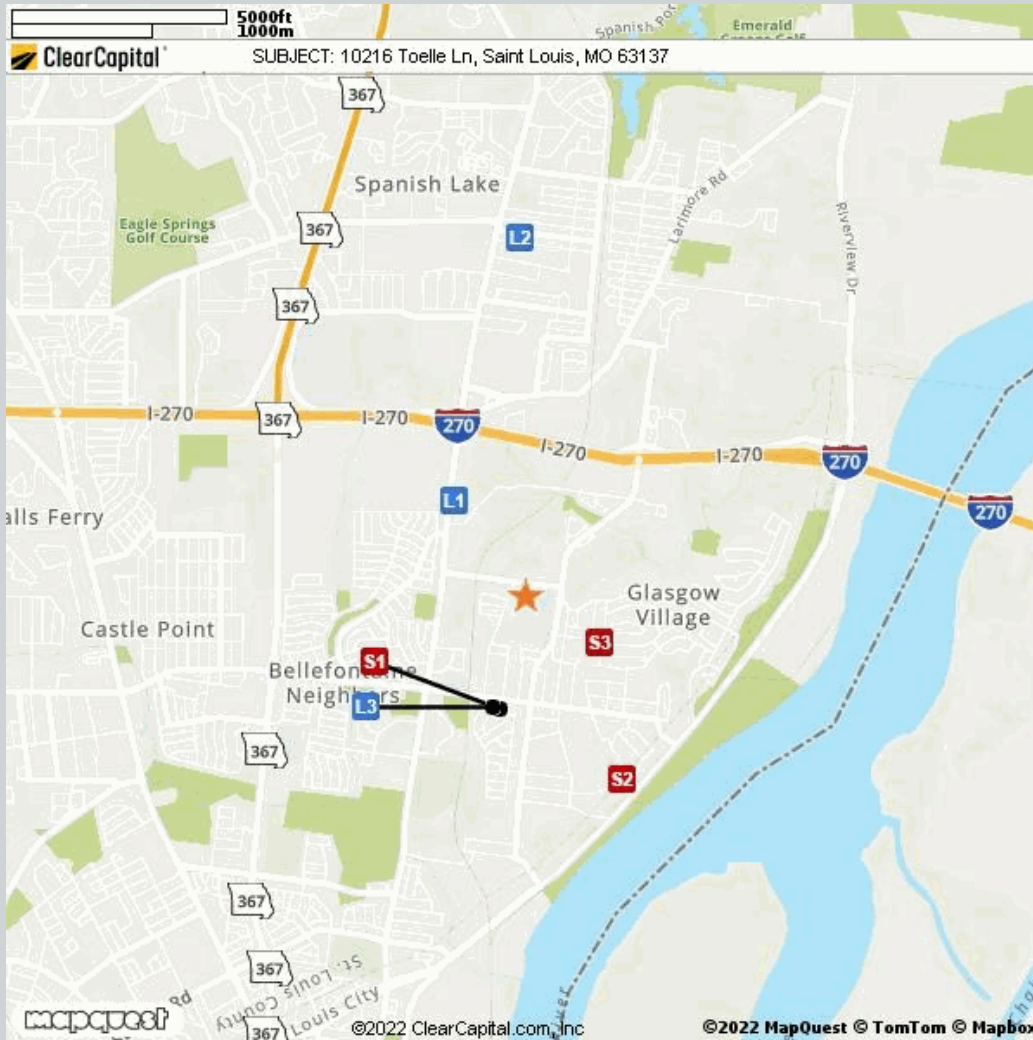 5000ft
1000m
Emerald
ClearCapital
SUBJECT: 10216 Toelle Ln, Saint Louis, MO 63137
367
Spanish Lake
Larimore Rd
Riverview Dr
Eagle Springs
Golf Course
367
L2
367
I-270
367
I-270
270
I-270
I-270
270
270
L1
alls Ferry
Castle Point
Glasgow
Village
S3
S1
Bellefontaine
Neighbors
L3
367
S2
367
367
St. Louis County
Louis City
Rd
367
mapquest
©2022 ClearCapital.com, Inc
©2022 MapQuest © TomTom © Mapbox